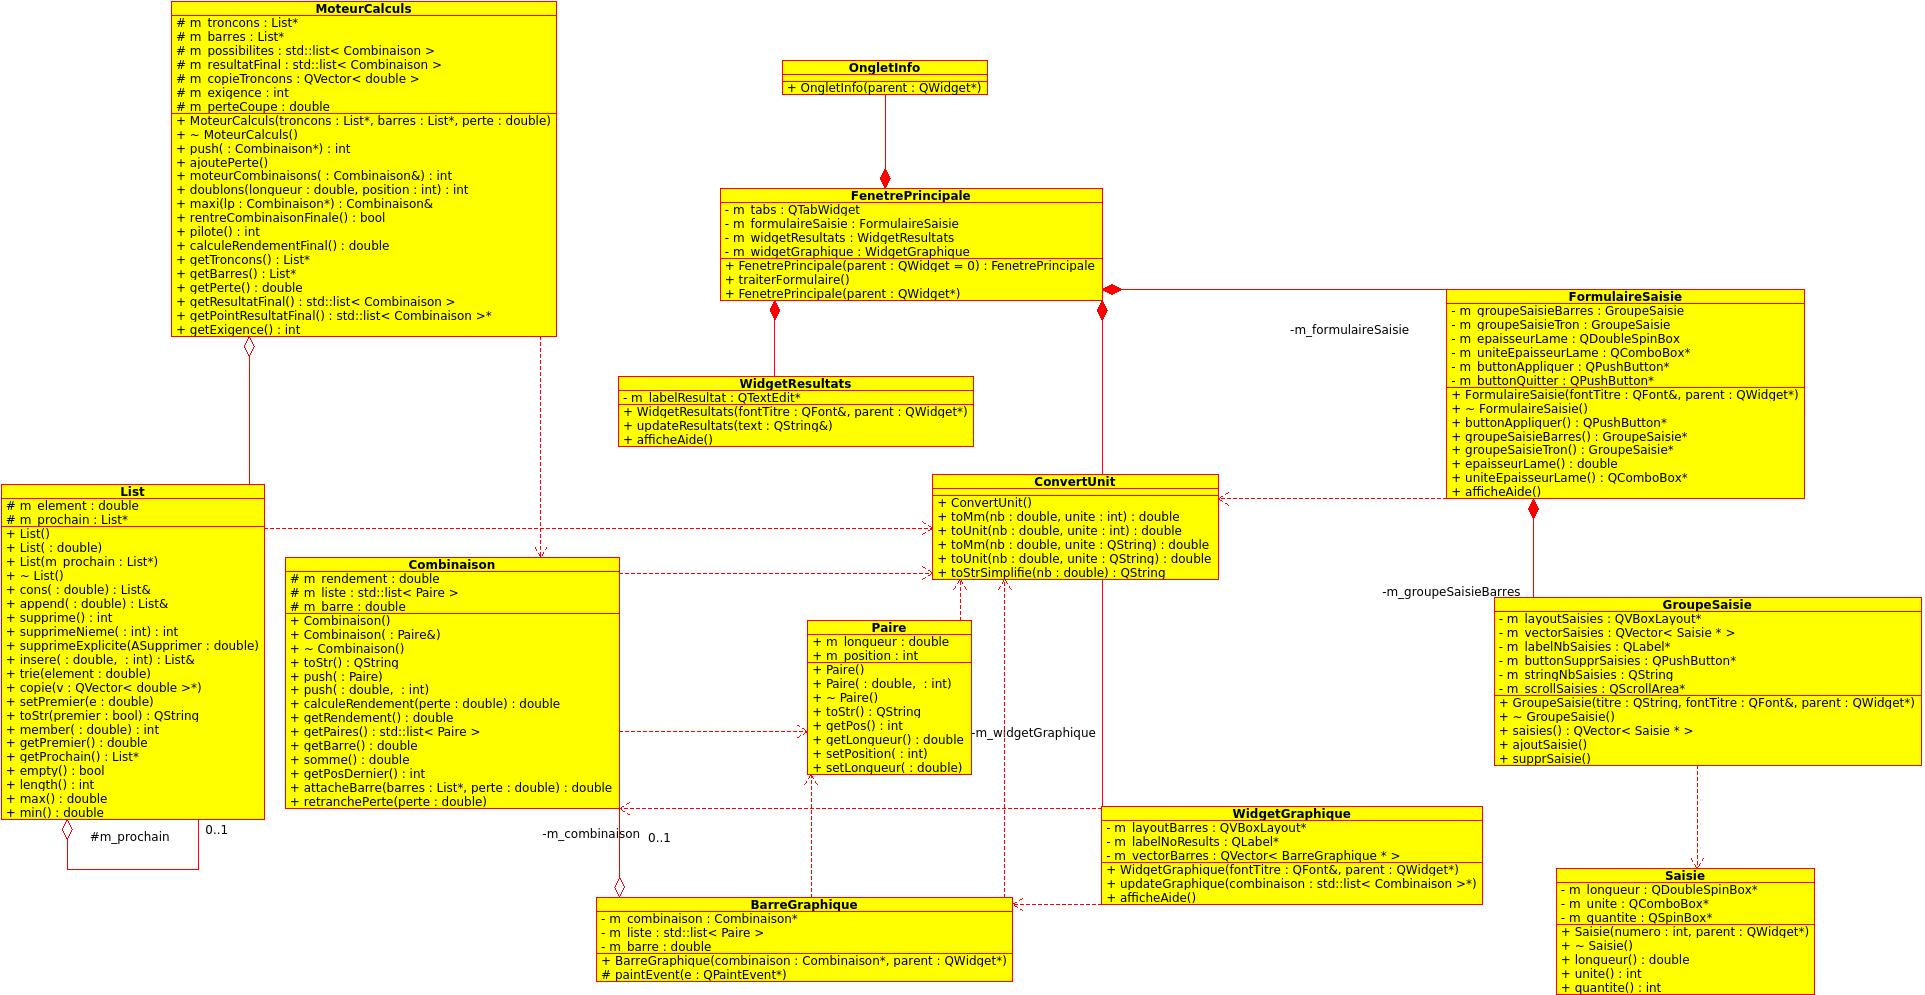 MoteurCalculs
# m_troncons : List*
# m_barres : List*
# m_possibilites : std::list< Combinaison >
# m_resultatFinal : std::list< Combinaison >
# m_copieTroncons : QVector< double >
# m_exigence : int
# m_perteCoupe : double
+ MoteurCalculs(troncons : List*, barres : List*, perte : double)
+ ~ MoteurCalculs()
+ push( : Combinaison*) : int
+ ajoutePerte()
+ moteurCombinaisons( : Combinaison&) : int
+ doublons(longueur : double, position : int) : int
+ maxi(lp : Combinaison*) : Combinaison&
+ rentreCombinaisonFinale() : bool
+ pilote() : int
+ calculeRendementFinal() : double
+ getTroncons() : List*
+ getBarres() : List*
+ getPerte() : double
+ getResultatFinal() : std::list< Combinaison >
+ getPointResultatFinal() : std::list< Combinaison >*
+ getExigence() : int
OngletInfo
+ OngletInfo(parent : QWidget*)
FenetrePrincipale
- m_tabs : QTabWidget
- m_formulaireSaisie : FormulaireSaisie
- m_widgetResultats : WidgetResultats
- m_widgetGraphique : WidgetGraphique
+ FenetrePrincipale(parent : QWidget = 0) : FenetrePrincipale
+ traiterFormulaire()
+ FenetrePrincipale(parent : QWidget*)
-m_formulaireSaisie
FormulaireSaisie
- m_groupeSaisieBarres : GroupeSaisie
- m_groupeSaisieTron : GroupeSaisie
- m_epaisseurLame : QDoubleSpinBox
- m_uniteEpaisseurLame : QComboBox*
- m_buttonAppliquer : QPushButton*
- m_buttonQuitter : QPushButton*
+ FormulaireSaisie(fontTitre : QFont&, parent : QWidget*)
+ ~ FormulaireSaisie()
+ buttonAppliquer() : QPushButton*
+ groupeSaisieBarres() : GroupeSaisie*
+ groupeSaisieTron() : GroupeSaisie*
+ epaisseurLame() : double
+ uniteEpaisseurLame() : QComboBox*
+ afficheAide()
WidgetResultats
- m_labelResultat : QTextEdit*
+ WidgetResultats(fontTitre : QFont&, parent : QWidget*)
+ updateResultats(text : QString&)
+ afficheAide()
List
# m_element : double
# m_prochain : List*
+ List()
+ List( : double)
+ List(m_prochain : List*)
+ ~ List()
+ cons( : double) : List&
+ append( : double) : List&
+ supprime() : int
+ supprimeNieme( : int) : int
+ supprimeExplicite(ASupprimer : double)
+ insere( : double,  : int) : List&
+ trie(element : double)
+ copie(v : QVector< double >*)
+ setPremier(e : double)
+ toStr(premier : bool) : QString
+ member( : double) : int
+ getPremier() : double
+ getProchain() : List*
+ empty() : bool
+ length() : int
+ max() : double
+ min() : double
#m_prochain
0..1
ConvertUnit
+ ConvertUnit()
+ toMm(nb : double, unite : int) : double
+ toUnit(nb : double, unite : int) : double
+ toMm(nb : double, unite : QString) : double
+ toUnit(nb : double, unite : QString) : double
+ toStrSimplifie(nb : double) : QString
Combinaison
# m_rendement : double
# m_liste : std::list< Paire >
# m_barre : double
+ Combinaison()
+ Combinaison( : Paire&)
+ ~ Combinaison()
+ toStr() : QString
+ push( : Paire)
+ push( : double,  : int)
+ calculeRendement(perte : double) : double
+ getRendement() : double
+ getPaires() : std::list< Paire >
+ getBarre() : double
+ somme() : double
+ getPosDernier() : int
+ attacheBarre(barres : List*, perte : double) : double
+ retranchePerte(perte : double)
-m_combinaison
0..1
Paire
+ m_longueur : double
+ m_position : int
+ Paire()
+ Paire( : double,  : int)
+ ~ Paire()
+ toStr() : QString
+ getPos() : int
+ getLongueur() : double
+ setPosition( : int)
+ setLongueur( : double)
-m_widgetGraphique
-m_groupeSaisieBarres
GroupeSaisie
- m_layoutSaisies : QVBoxLayout*
- m_vectorSaisies : QVector< Saisie * >
- m_labelNbSaisies : QLabel*
- m_buttonSupprSaisies : QPushButton*
- m_stringNbSaisies : QString
- m_scrollSaisies : QScrollArea*
+ GroupeSaisie(titre : QString, fontTitre : QFont&, parent : QWidget*)
+ ~ GroupeSaisie()
+ saisies() : QVector< Saisie * >
+ ajoutSaisie()
+ supprSaisie()
WidgetGraphique
- m_layoutBarres : QVBoxLayout*
- m_labelNoResults : QLabel*
- m_vectorBarres : QVector< BarreGraphique * >
+ WidgetGraphique(fontTitre : QFont&, parent : QWidget*)
+ updateGraphique(combinaison : std::list< Combinaison >*)
+ afficheAide()
BarreGraphique
- m_combinaison : Combinaison*
- m_liste : std::list< Paire >
- m_barre : double
+ BarreGraphique(combinaison : Combinaison*, parent : QWidget*)
# paintEvent(e : QPaintEvent*)
Saisie
- m_longueur : QDoubleSpinBox*
- m_unite : QComboBox*
- m_quantite : QSpinBox*
+ Saisie(numero : int, parent : QWidget*)
+ ~ Saisie()
+ longueur() : double
+ unite() : int
+ quantite() : int